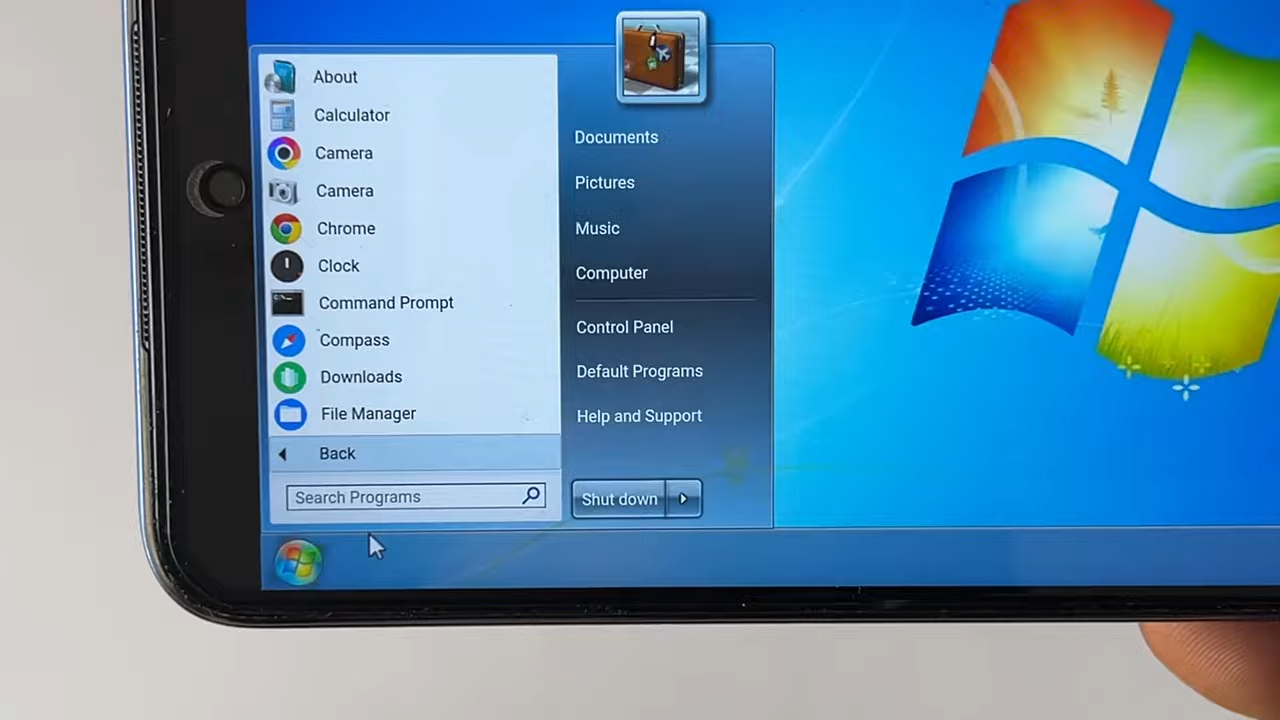 About
Calculator
Camera
Camera
Chrome
Clock
Command Prompt
Compass
Downloads
File Manager
Back
Search Programs
Documents
Pictures
Music
Computer
Control Panel
Default Programs
Help and Support
Shut down